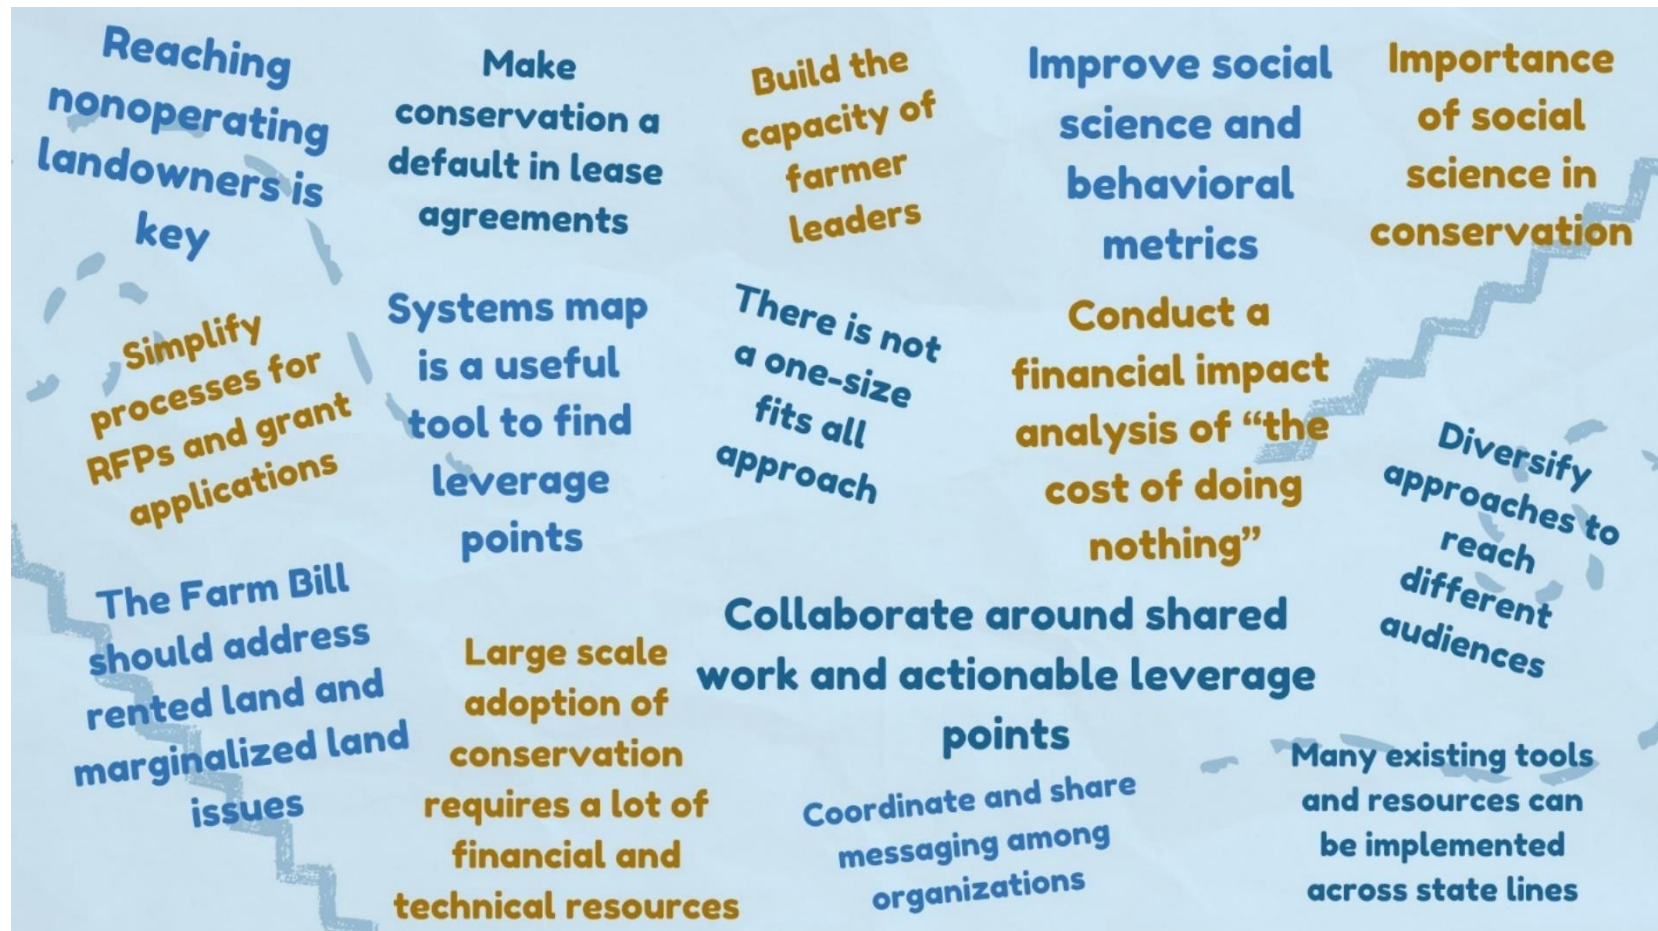 Reaching
nonoperating
landowners is
key
Make
conservation a
default in lease
agreements
Build the
capacity of
farmer
leaders
Improve social
science and
behavioral
metrics
Importance
of social
science in
conservation
Simplify
processes for
RFPs and grant
applications
Systems map
is a useful
tool to find
leverage
points
There is not
a one-size
fits all
approach
Conduct a
financial impact
analysis of “the
cost of doing
nothing”
Diversify
approaches to
reach
different
audiences
The Farm Bill
should address
rented land and
marginalized land
issues
Large scale
adoption of
conservation
requires a lot of
financial and
technical resources
Collaborate around shared
work and actionable leverage
points
Coordinate and share
messaging among
organizations
Many existing tools
and resources can
be implemented
across state lines